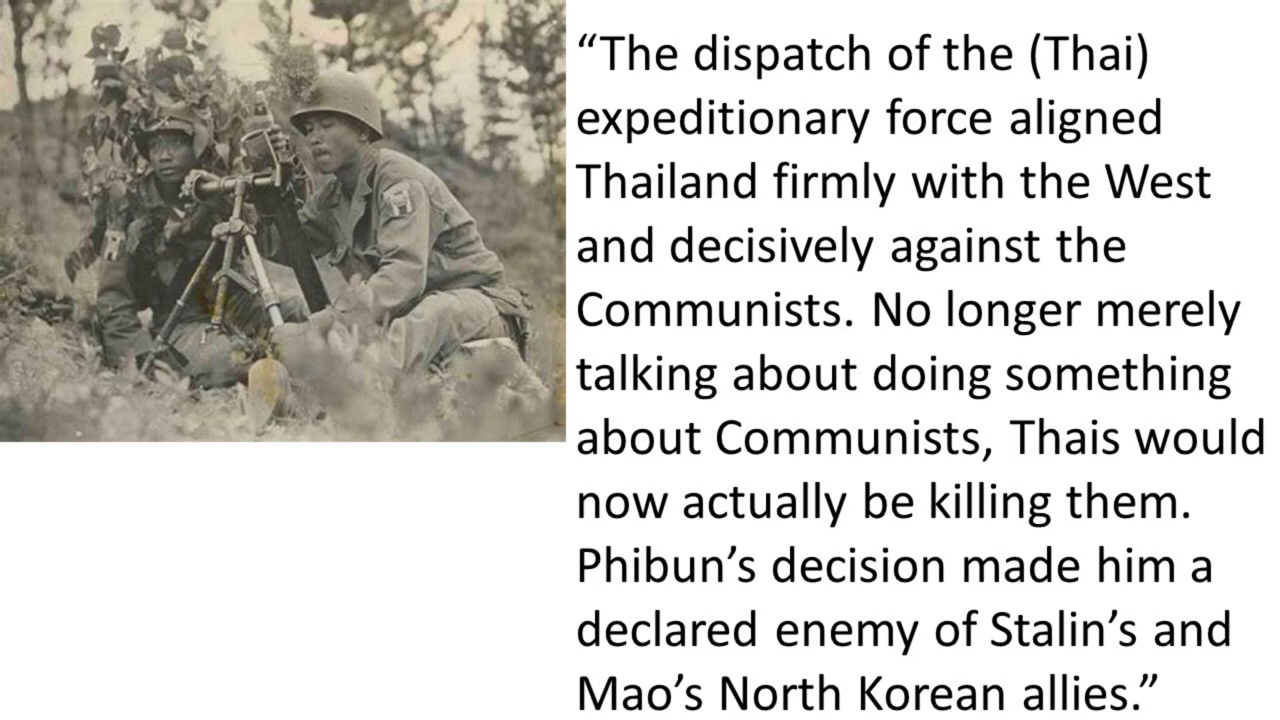 “The dispatch of the (Thai)
expeditionary force aligned
Thailand firmly with the West
and decisively against the
Communists. No longer merely
talking about doing something
about Communists, Thais would
now actually be killing them.
Phibun’s decision made him a
declared enemy of Stalin’s and
Mao’s North Korean allies.”